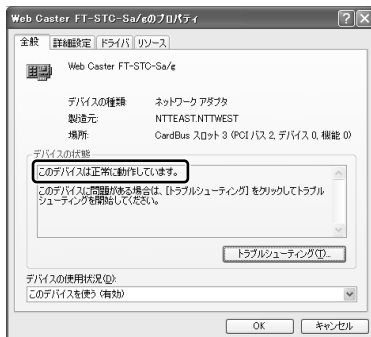 Web Caster FT-STC-Sa/gのプロパティ
全般 詳細設定 ドライバ リソース
Web Caster FT-STC-Sa/g
デバイスの種類: ネットワーク アダプタ
製造元: NTTEAST.NTTWEST
場所: CardBus スロット 3 (PCI バス 2, デバイス 0, 機能 0)
デバイスの状態
このデバイスは正常に動作しています。
このデバイスに問題がある場合は、[トラブルシューティング] をクリックしてトラブル
シューティングを開始してください。
トラブルシューティング(T)...
デバイスの使用状況(D):
このデバイスを使う (有効)
OK キャンセル